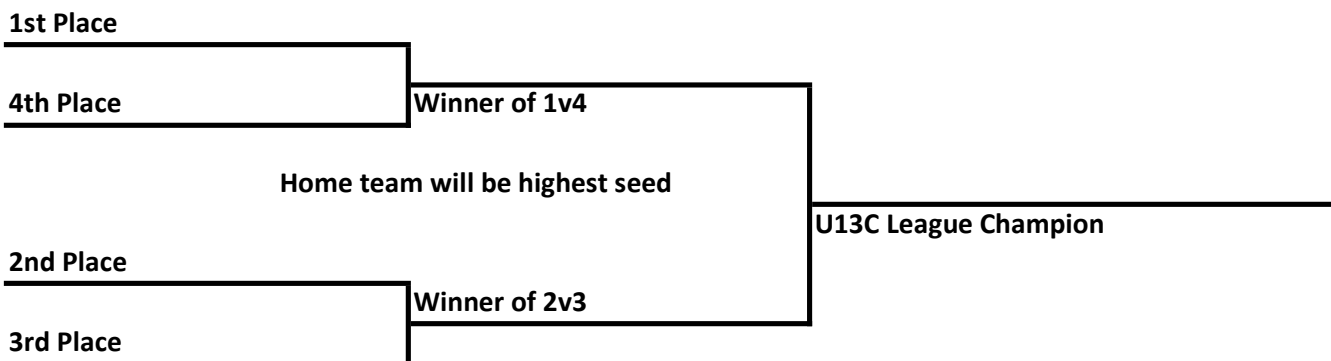 1st Place
4th Place
Winner of 1v4
Home team will be highest seed
U13C League Champion
2nd Place
Winner of 2v3
3rd Place